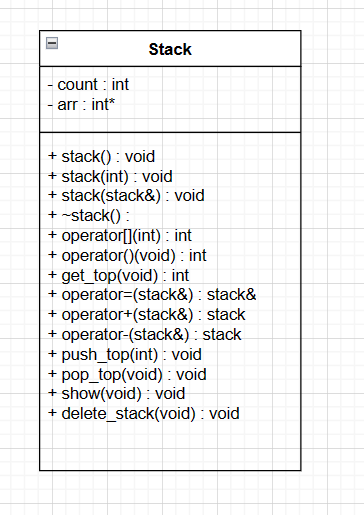 Stack
- count : int
- arr : int*
+ stack() : void
+ stack(int) : void
+ stack(stack&) : void
+ ~stack() :
+ operator[](int) : int
+ operator()(void) : int
+ get_top(void) : int
+ operator=(stack&) : stack&
+ operator+(stack&) : stack
+ operator-(stack&) : stack
+ push_top(int) : void
+ pop_top(void) : void
+ show(void) : void
+ delete_stack(void) : void